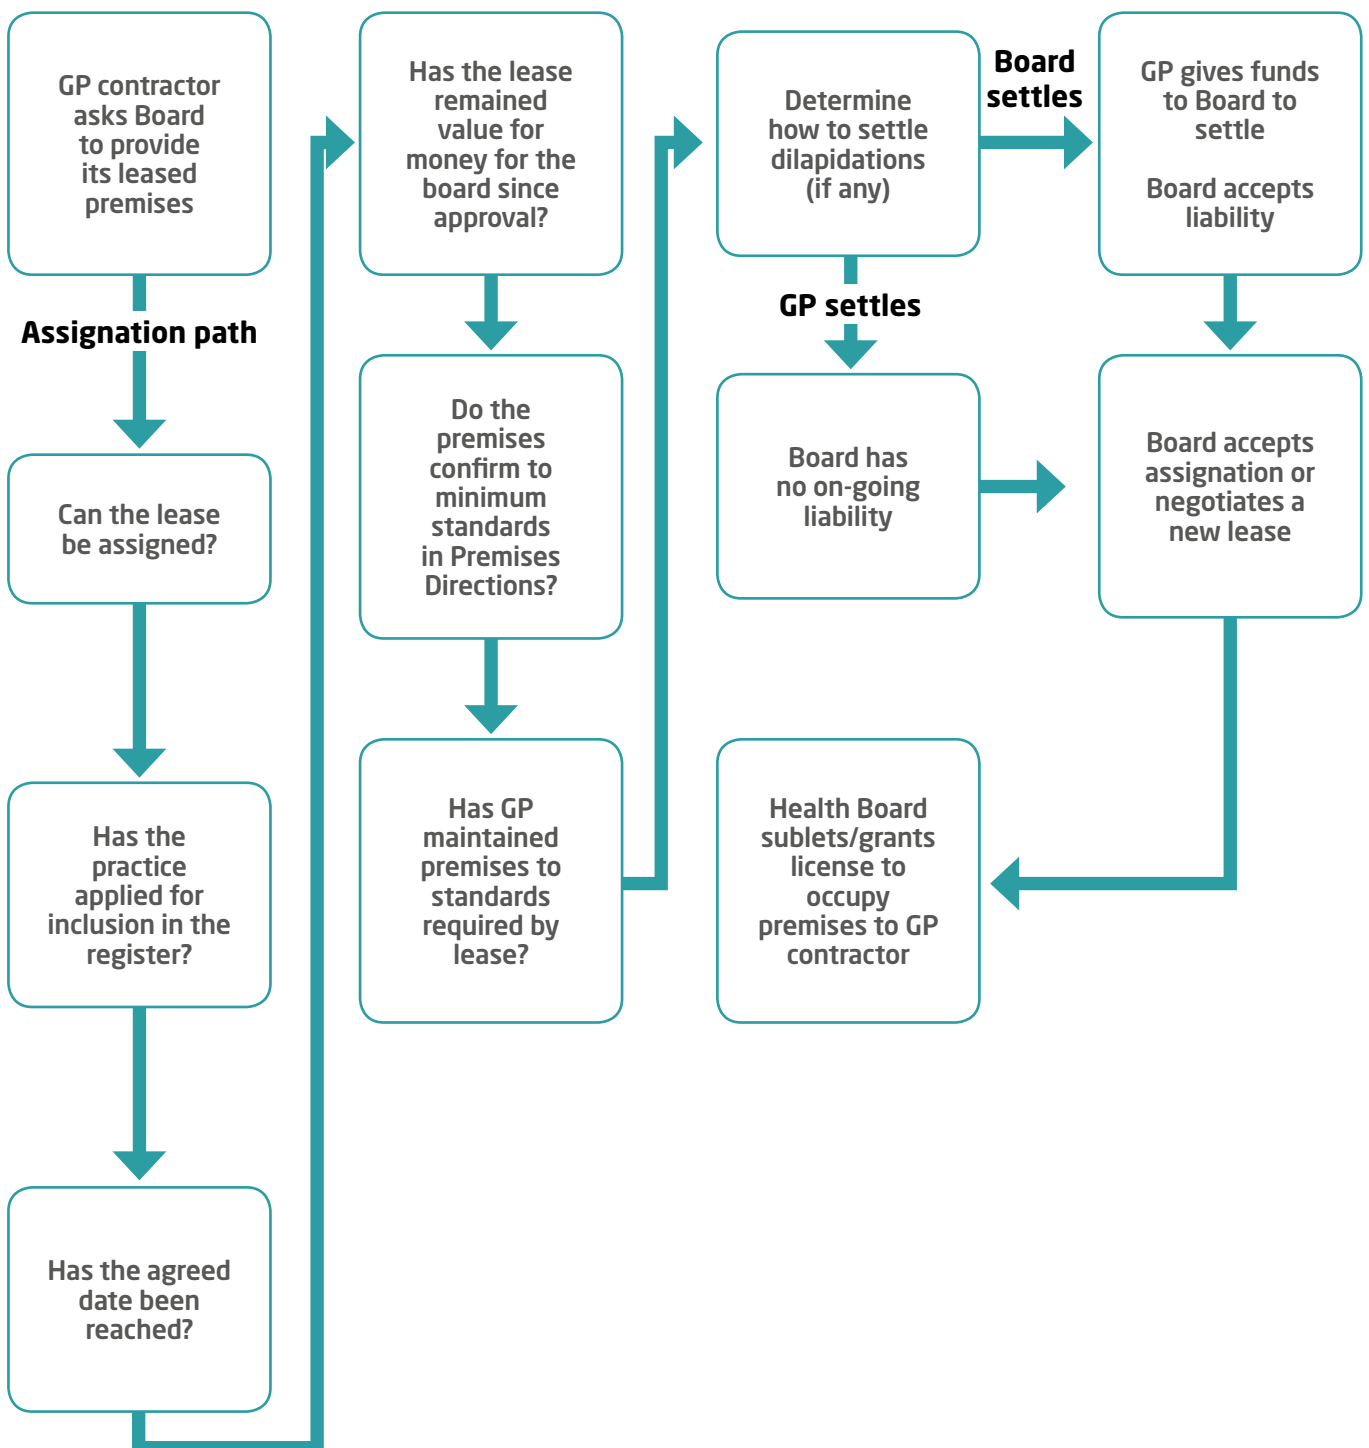 GP contractor
asks Board
to provide
its leased
premises
Assignation path
Can the lease
be assigned?
Has the
practice
applied for
inclusion in the
register?
Has the agreed
date been
reached?
Has the lease
remained
value for
money for the
board since
approval?
Do the
premises
confirm to
minimum
standards
in Premises
Directions?
Has GP
maintained
premises to
standards
required by
lease?
Determine
how to settle
dilapidations
(if any)
Board
settles
GP gives funds
to Board to
settle
Board accepts
liability
GP settles
Board has
no on-going
liability
Board accepts
assignation or
negotiates a
new lease
Health Board
sublets/grants
license to
occupy
premises to GP
contractor